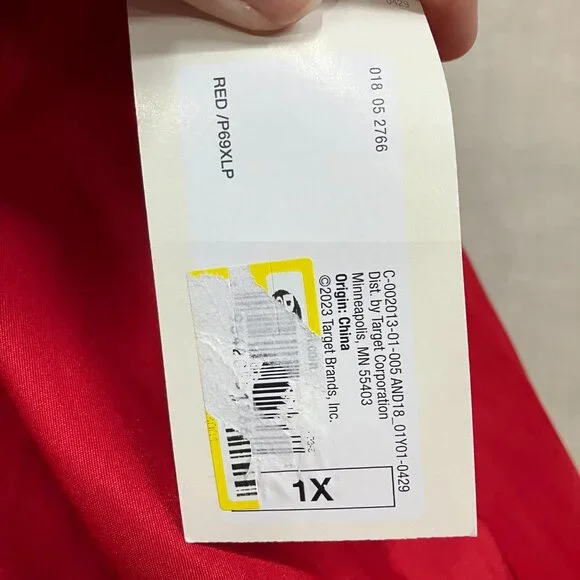 0429
018 05 2766
RED /P69XLP
C-002013-01-005 AND18_01Y01-0429
Dist. by Target Corporation
Minneapolis, MN 55403
Origin: China
©2023 Target Brands, Inc.
1X